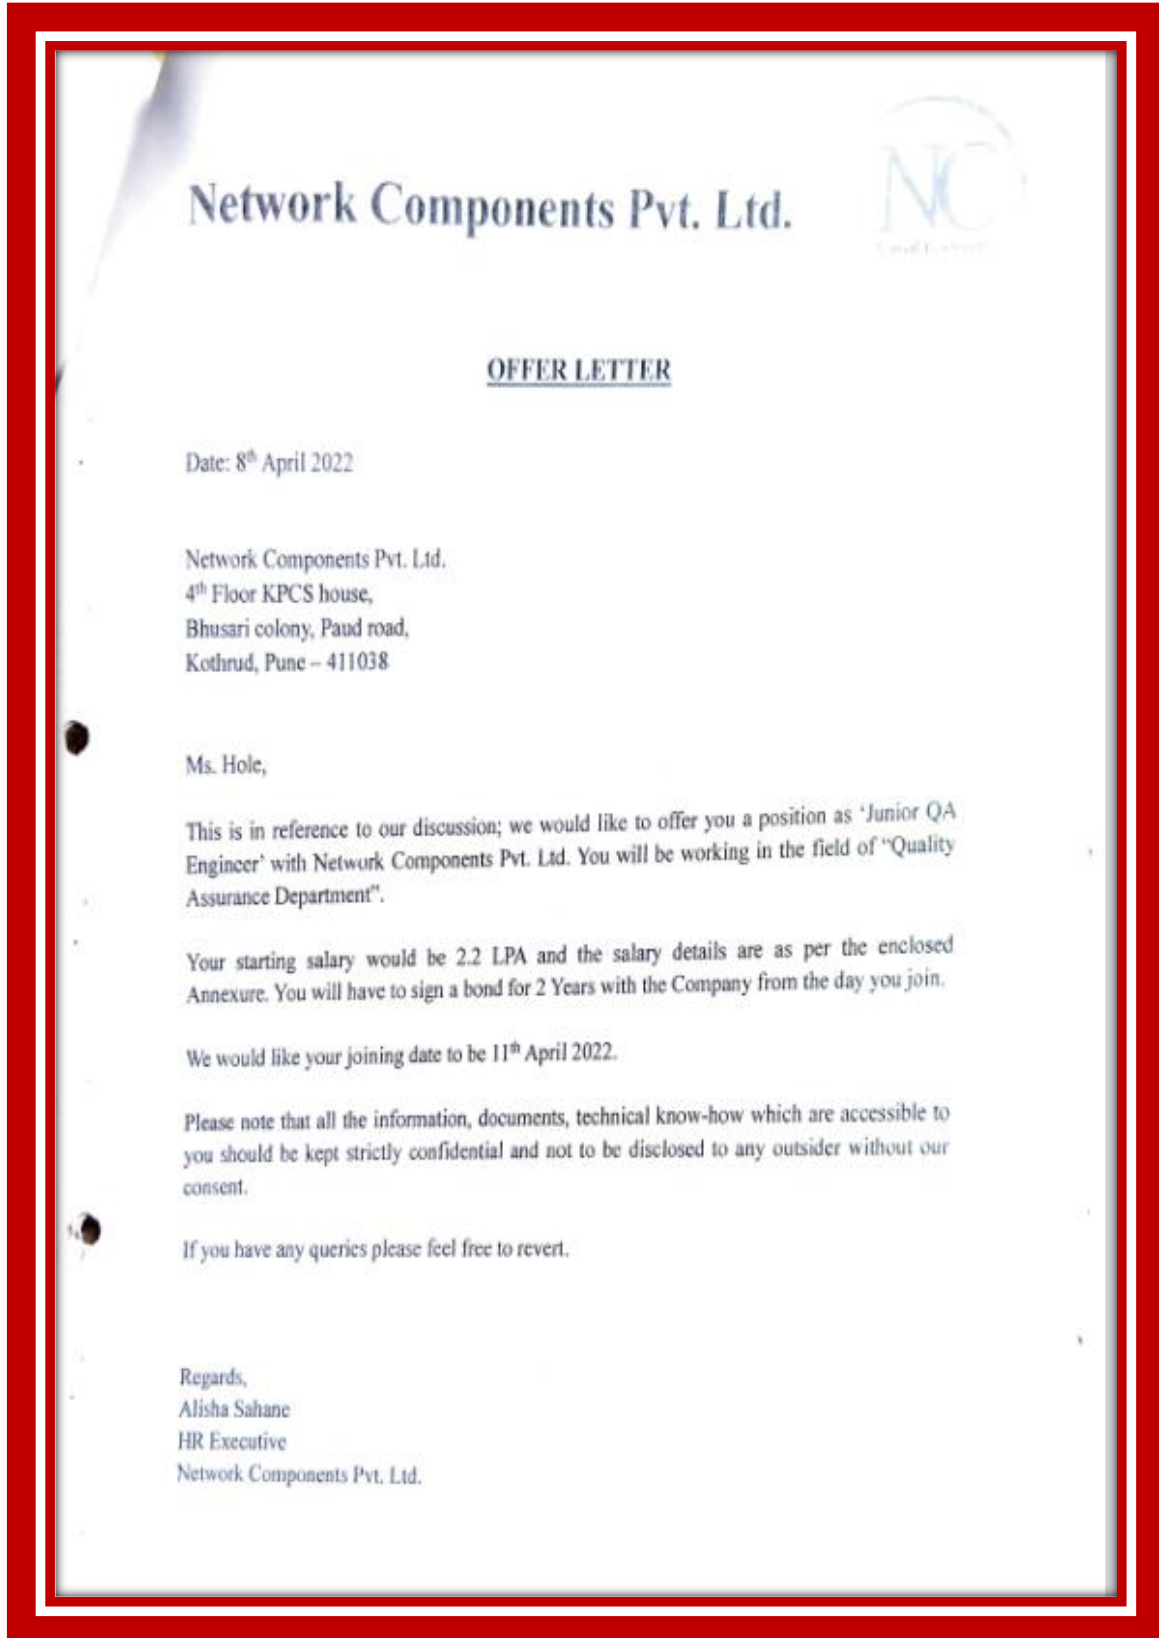 Network Components Pvt. Ltd.
NC
OFFER LETTER
Date: 8th April 2022
Network Components Pvt. Ltd.
4th Floor KPCS house,
Bhusari colony, Paud road,
Kothrud, Pune – 411038
Ms. Hole,
This is in reference to our discussion; we would like to offer you a position as ‘Junior QA
Engineer’ with Network Components Pvt. Ltd. You will be working in the field of “Quality
Assurance Department”.
Your starting salary would be 2.2 LPA and the salary details are as per the enclosed
Annexure. You will have to sign a bond for 2 Years with the Company from the day you join.
We would like your joining date to be 11th April 2022.
Please note that all the information, documents, technical know-how which are accessible to
you should be kept strictly confidential and not to be disclosed to any outsider without our
consent.
If you have any queries please feel free to revert.
Regards,
Alisha Sahane
HR Executive
Network Components Pvt. Ltd.